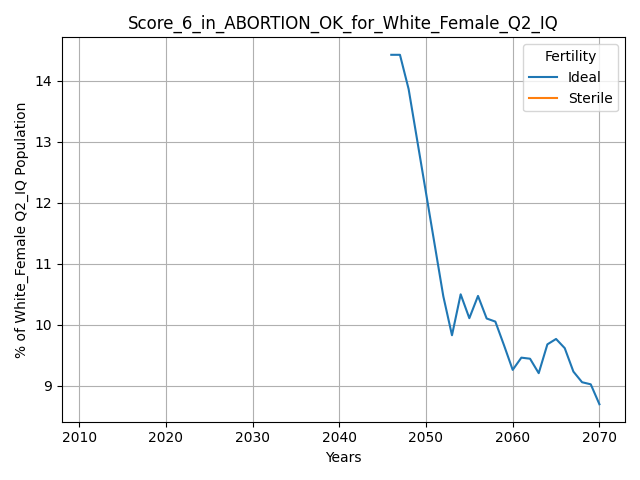 Score_6_in_ABORTION_OK_for_White_Female_Q2_IQ
Fertility
Ideal
Sterile
% of White_Female Q2_IQ Population
14
13
12
11
10
9
2010 2020 2030 2040 2050 2060 2070
Years